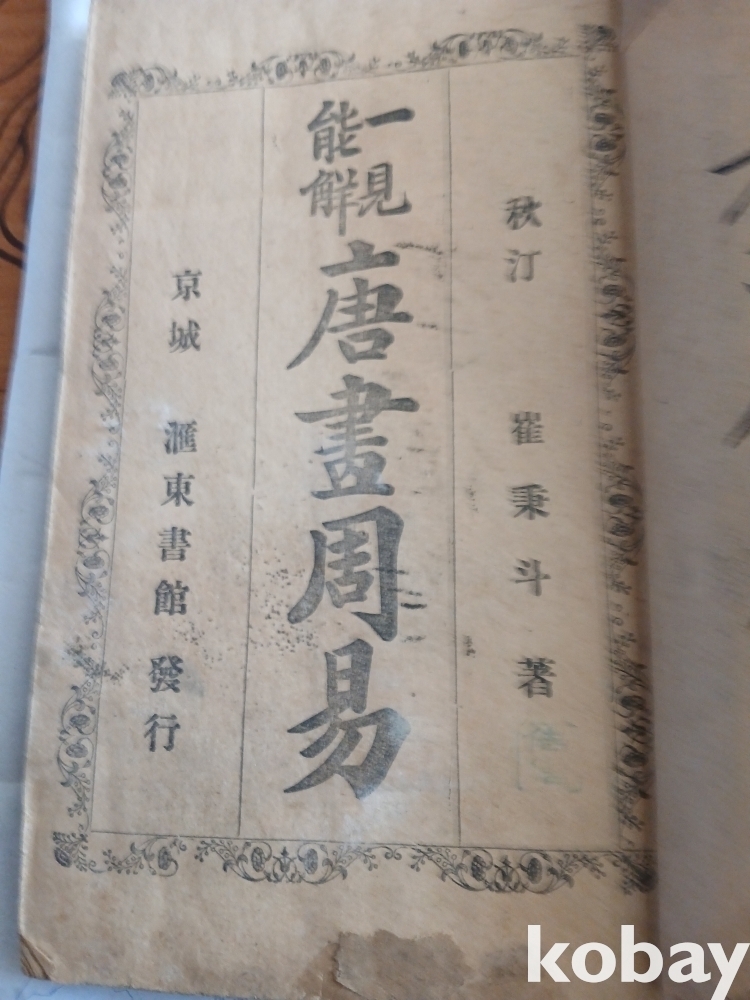 秋汀 崔秉斗 著
一見能解
唐畫周易
京城 滙東書館 發行
kobay